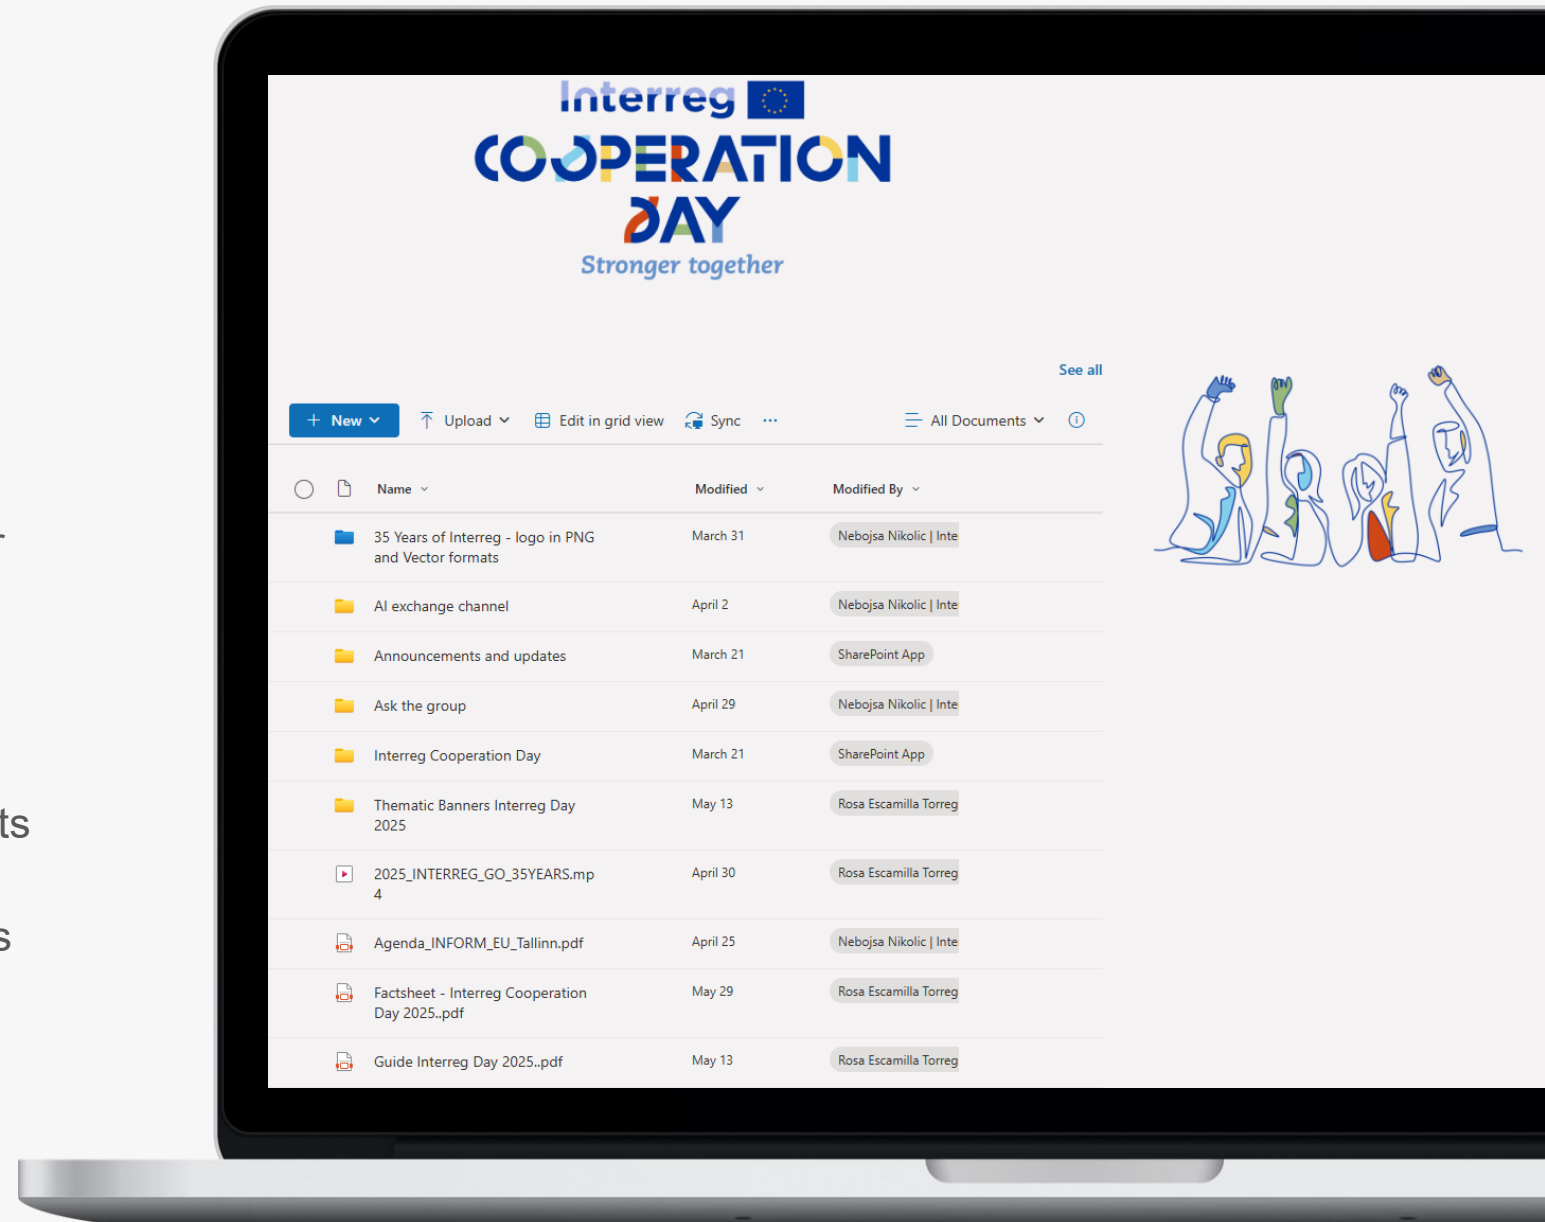 Interreg
COOPERATION
DAY
Stronger together
See all
+ New
Upload
Edit in grid view
Sync
...
All Documents
Name
Modified
Modified By
35 Years of Interreg - logo in PNG
and Vector formats
March 31
Nebojsa Nikolic | Inte
AI exchange channel
April 2
Nebojsa Nikolic | Inte
Announcements and updates
March 21
SharePoint App
Ask the group
April 29
Nebojsa Nikolic | Inte
Interreg Cooperation Day
March 21
SharePoint App
Thematic Banners Interreg Day
2025
May 13
Rosa Escamilla Torreg
2025_INTERREG_GO_35YEARS.mp
4
April 30
Rosa Escamilla Torreg
Agenda_INFORM_EU_Tallinn.pdf
April 25
Nebojsa Nikolic | Inte
Factsheet - Interreg Cooperation
Day 2025..pdf
May 29
Rosa Escamilla Torreg
Guide Interreg Day 2025..pdf
May 13
Rosa Escamilla Torreg
ts
s